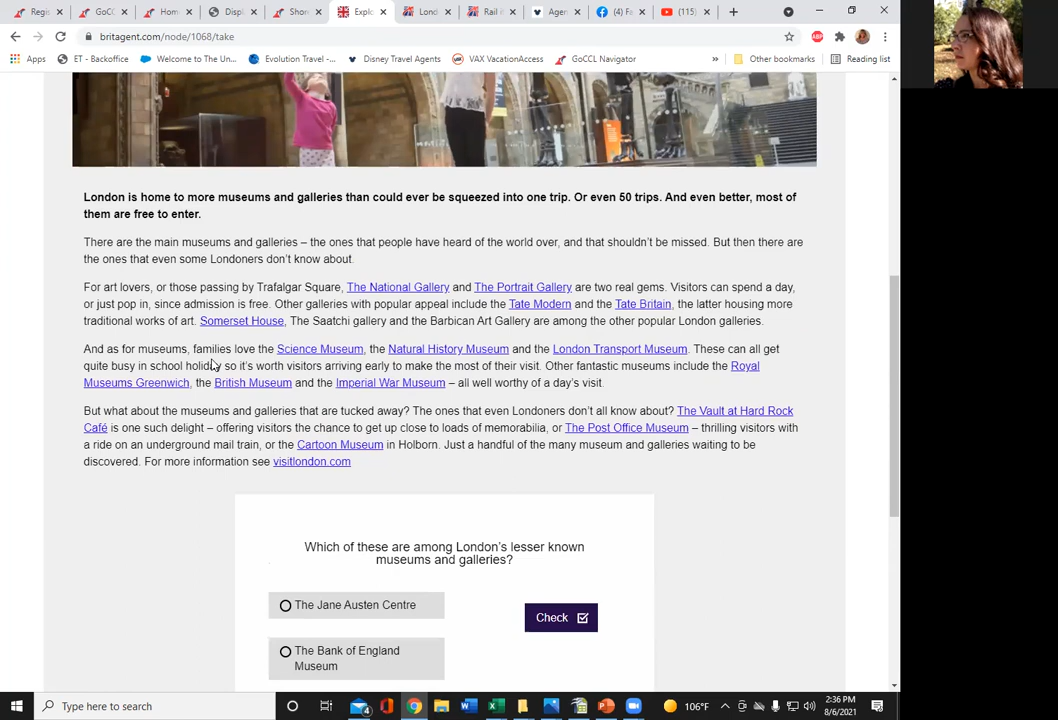 Regis
GoCC
Hom
Displ
Shor
Explo
Lond
Rail i
Agen
(4) Fa
(115)
britagent.com/node/1068/take
Apps ET - Backoffice Welcome to The Un... Evolution Travel -... Disney Travel Agents VAX VacationAccess GoCCL Navigator » Other bookmarks Reading list
London is home to more museums and galleries than could ever be squeezed into one trip. Or even 50 trips. And even better, most of
them are free to enter.
There are the main museums and galleries – the ones that people have heard of the world over, and that shouldn't be missed. But then there are
the ones that even some Londoners don't know about.
For art lovers, or those passing by Trafalgar Square, The National Gallery and The Portrait Gallery are two real gems. Visitors can spend a day,
or just pop in, since admission is free. Other galleries with popular appeal include the Tate Modern and the Tate Britain, the latter housing more
traditional works of art. Somerset House, The Saatchi gallery and the Barbican Art Gallery are among the other popular London galleries.
And as for museums, families love the Science Museum, the Natural History Museum and the London Transport Museum. These can all get
quite busy in school holiday so it's worth visitors arriving early to make the most of their visit. Other fantastic museums include the Royal
Museums Greenwich, the British Museum and the Imperial War Museum – all well worthy of a day's visit.
But what about the museums and galleries that are tucked away? The ones that even Londoners don't all know about? The Vault at Hard Rock
Café is one such delight – offering visitors the chance to get up close to loads of memorabilia, or The Post Office Museum – thrilling visitors with
a ride on an underground mail train, or the Cartoon Museum in Holborn. Just a handful of the many museum and galleries waiting to be
discovered. For more information see visitlondon.com
Which of these are among London's lesser known
museums and galleries?
The Jane Austen Centre
Check
The Bank of England
Museum
Type here to search
4
106°F
2:36 PM
8/6/2021